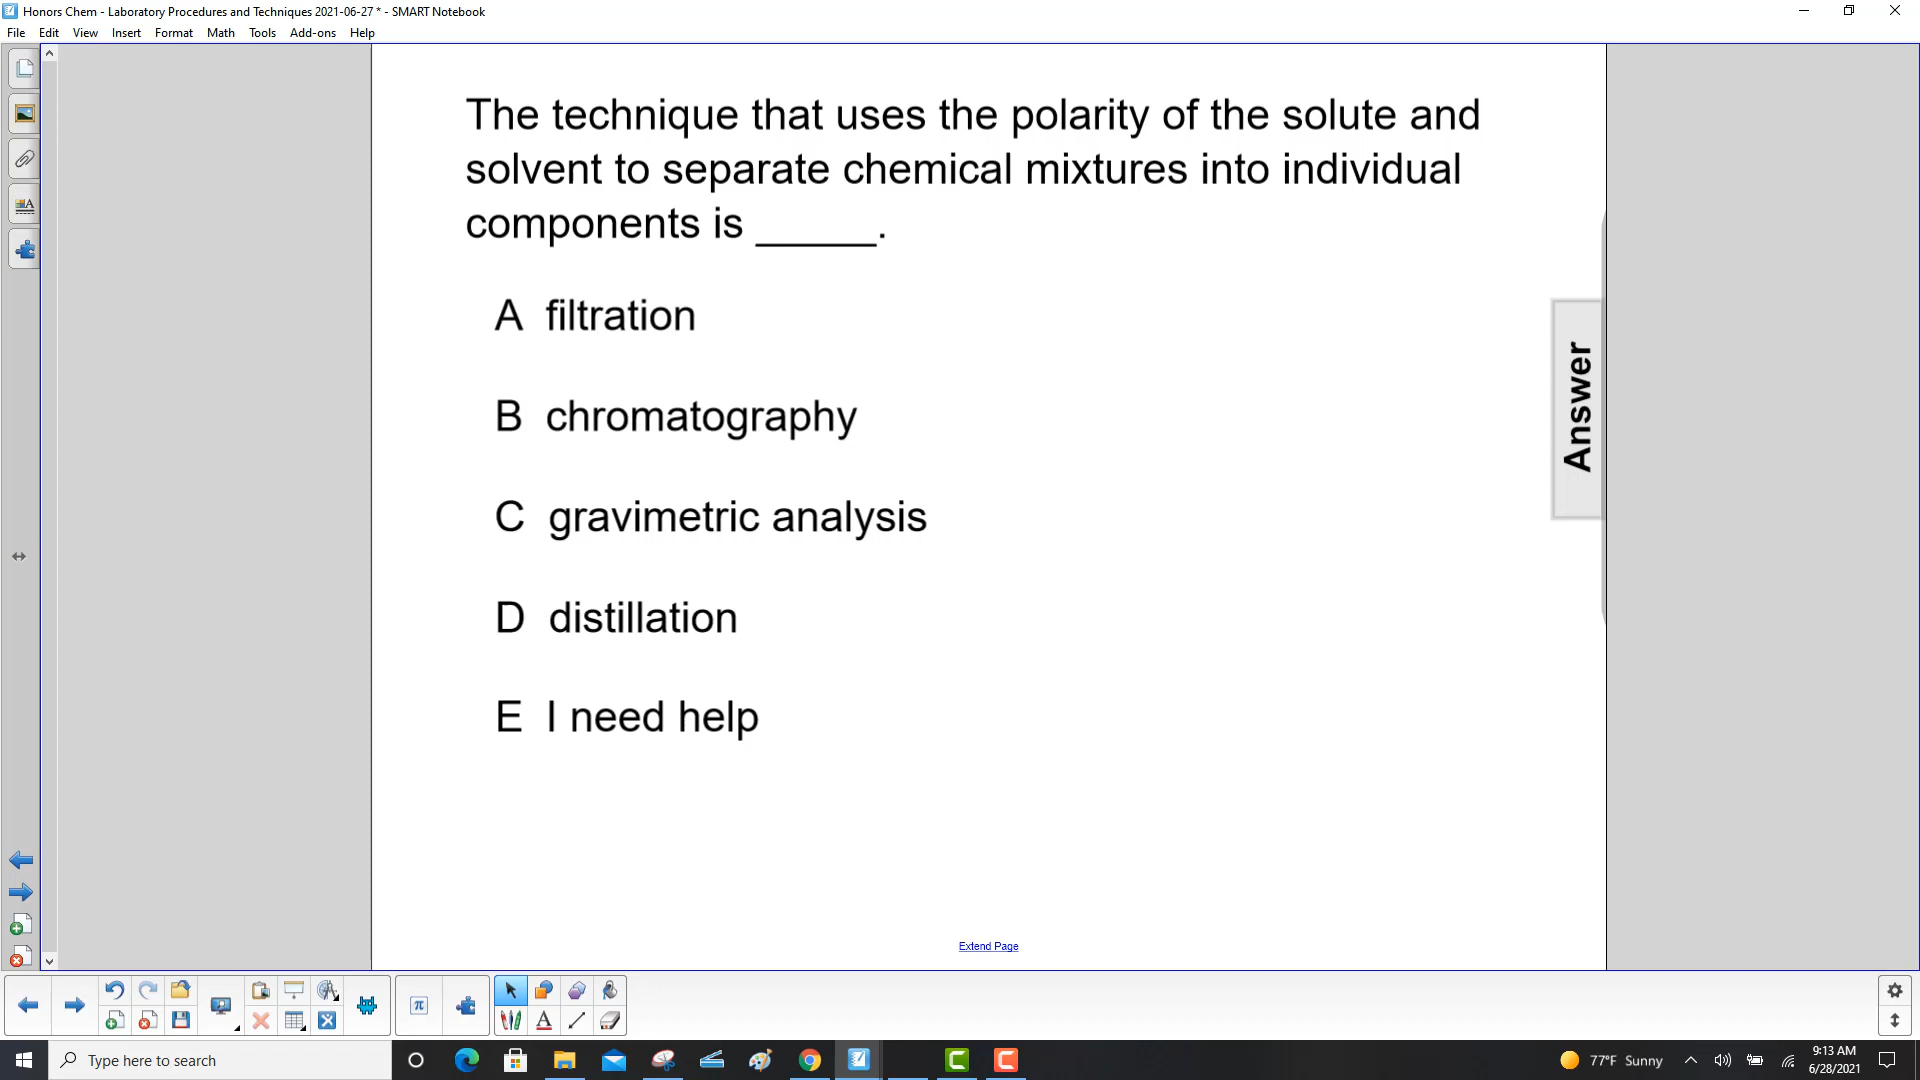 Honors Chem - Laboratory Procedures and Techniques 2021-06-27 * - SMART Notebook
File Edit View Insert Format Math Tools Add-ons Help
The technique that uses the polarity of the solute and
solvent to separate chemical mixtures into individual
components is _____.
A filtration
B chromatography
C gravimetric analysis
D distillation
E I need help
Answer
Extend Page
Type here to search
77°F Sunny
9:13 AM
6/28/2021